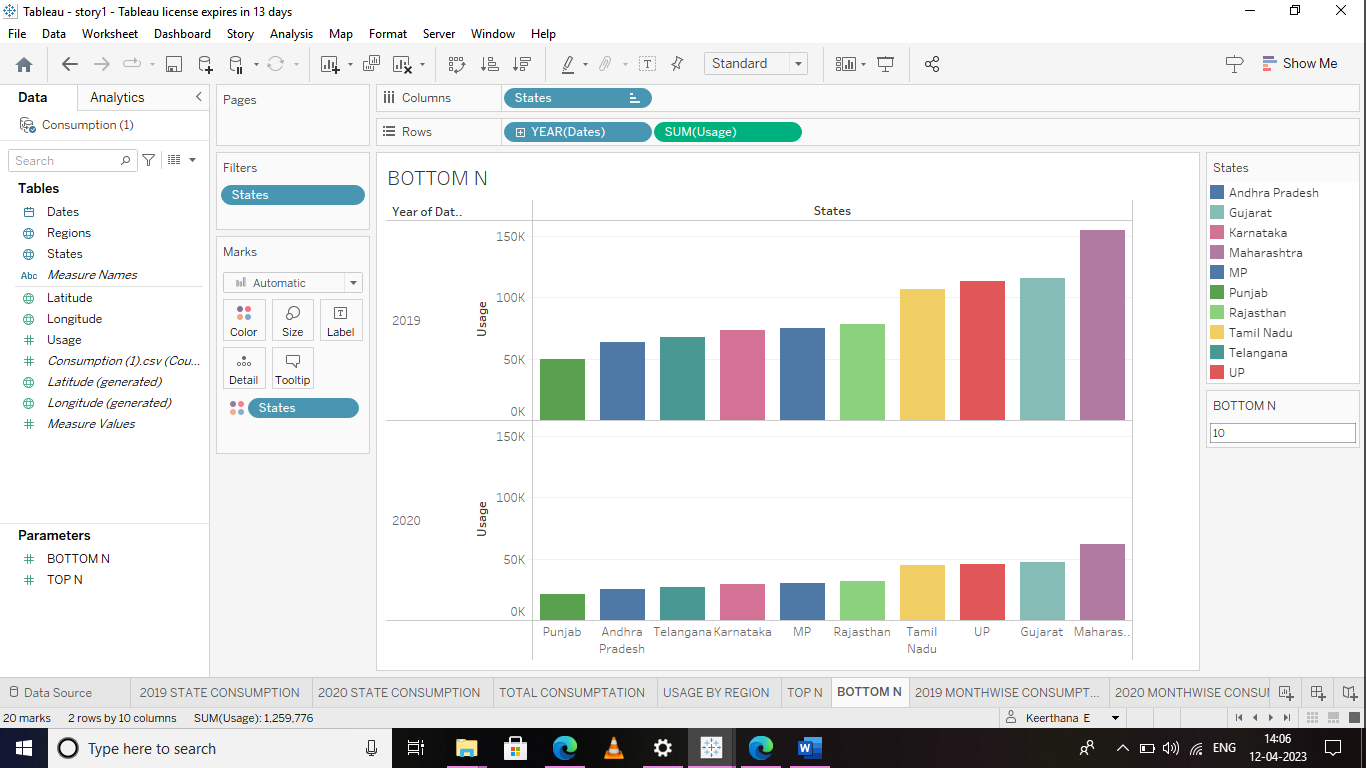 Tableau - story1 - Tableau license expires in 13 days
File Data Worksheet Dashboard Story Analysis Map Format Server Window Help
Standard
Show Me
Data Analytics
Consumption (1)
Search
Tables
Dates
Regions
States
Abc Measure Names
Latitude
Longitude
Usage
Consumption (1).csv (Cou...
Latitude (generated)
Longitude (generated)
Measure Values
Parameters
BOTTOM N
TOP N
Pages
Filters
States
Marks
Automatic
Color Size Label
Detail Tooltip
States
Columns States
Rows YEAR(Dates) SUM(Usage)
BOTTOM N
Year of Dat.. States
2019
Usage
150K
100K
50K
0K
2020
Usage
150K
100K
50K
0K
Punjab Andhra Pradesh Telangana Karnataka MP Rajasthan Tamil Nadu UP Gujarat Maharas..
States
Andhra Pradesh
Gujarat
Karnataka
Maharashtra
MP
Punjab
Rajasthan
Tamil Nadu
Telangana
UP
BOTTOM N
10
Data Source 2019 STATE CONSUMPTION 2020 STATE CONSUMPTION TOTAL CONSUMPTATION USAGE BY REGION TOP N BOTTOM N 2019 MONTHWISE CONSUMPT... 2020 MONTHWISE CONSUM
20 marks 2 rows by 10 columns SUM(Usage): 1,259,776 Keerthana E
Type here to search
ENG
14:06
12-04-2023